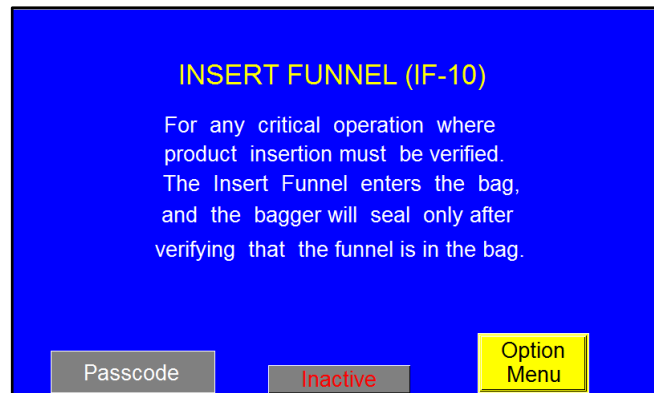 INSERT FUNNEL (IF-10)
For any critical operation where
product insertion must be verified.
The Insert Funnel enters the bag,
and the bagger will seal only after
verifying that the funnel is in the bag.
Passcode
Inactive
Option
Menu